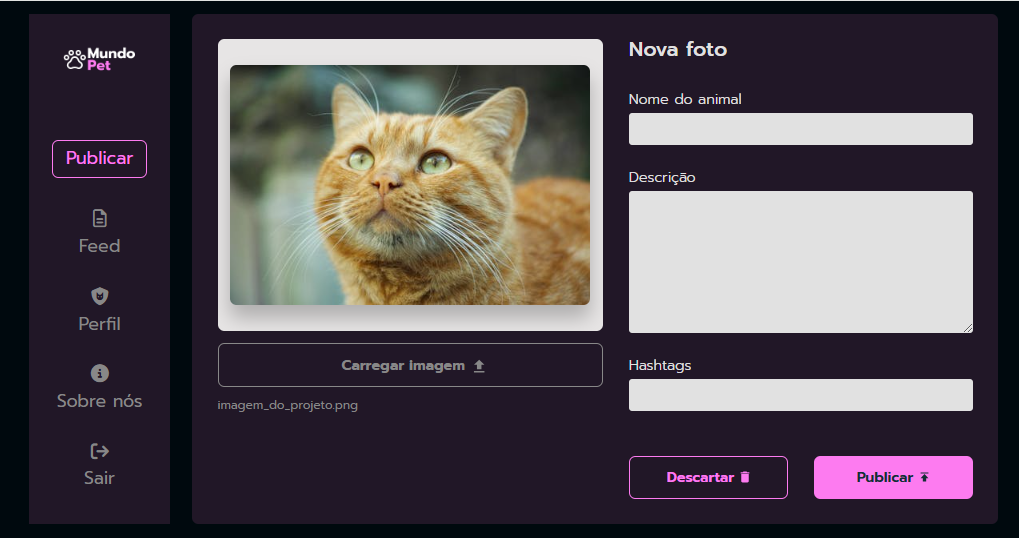 Mundo
Pet
Publicar
Feed
Perfil
Sobre nós
Sair
Carregar imagem
imagem_do_projeto.png
Nova foto
Nome do animal
Descrição
Hashtags
Descartar
Publicar